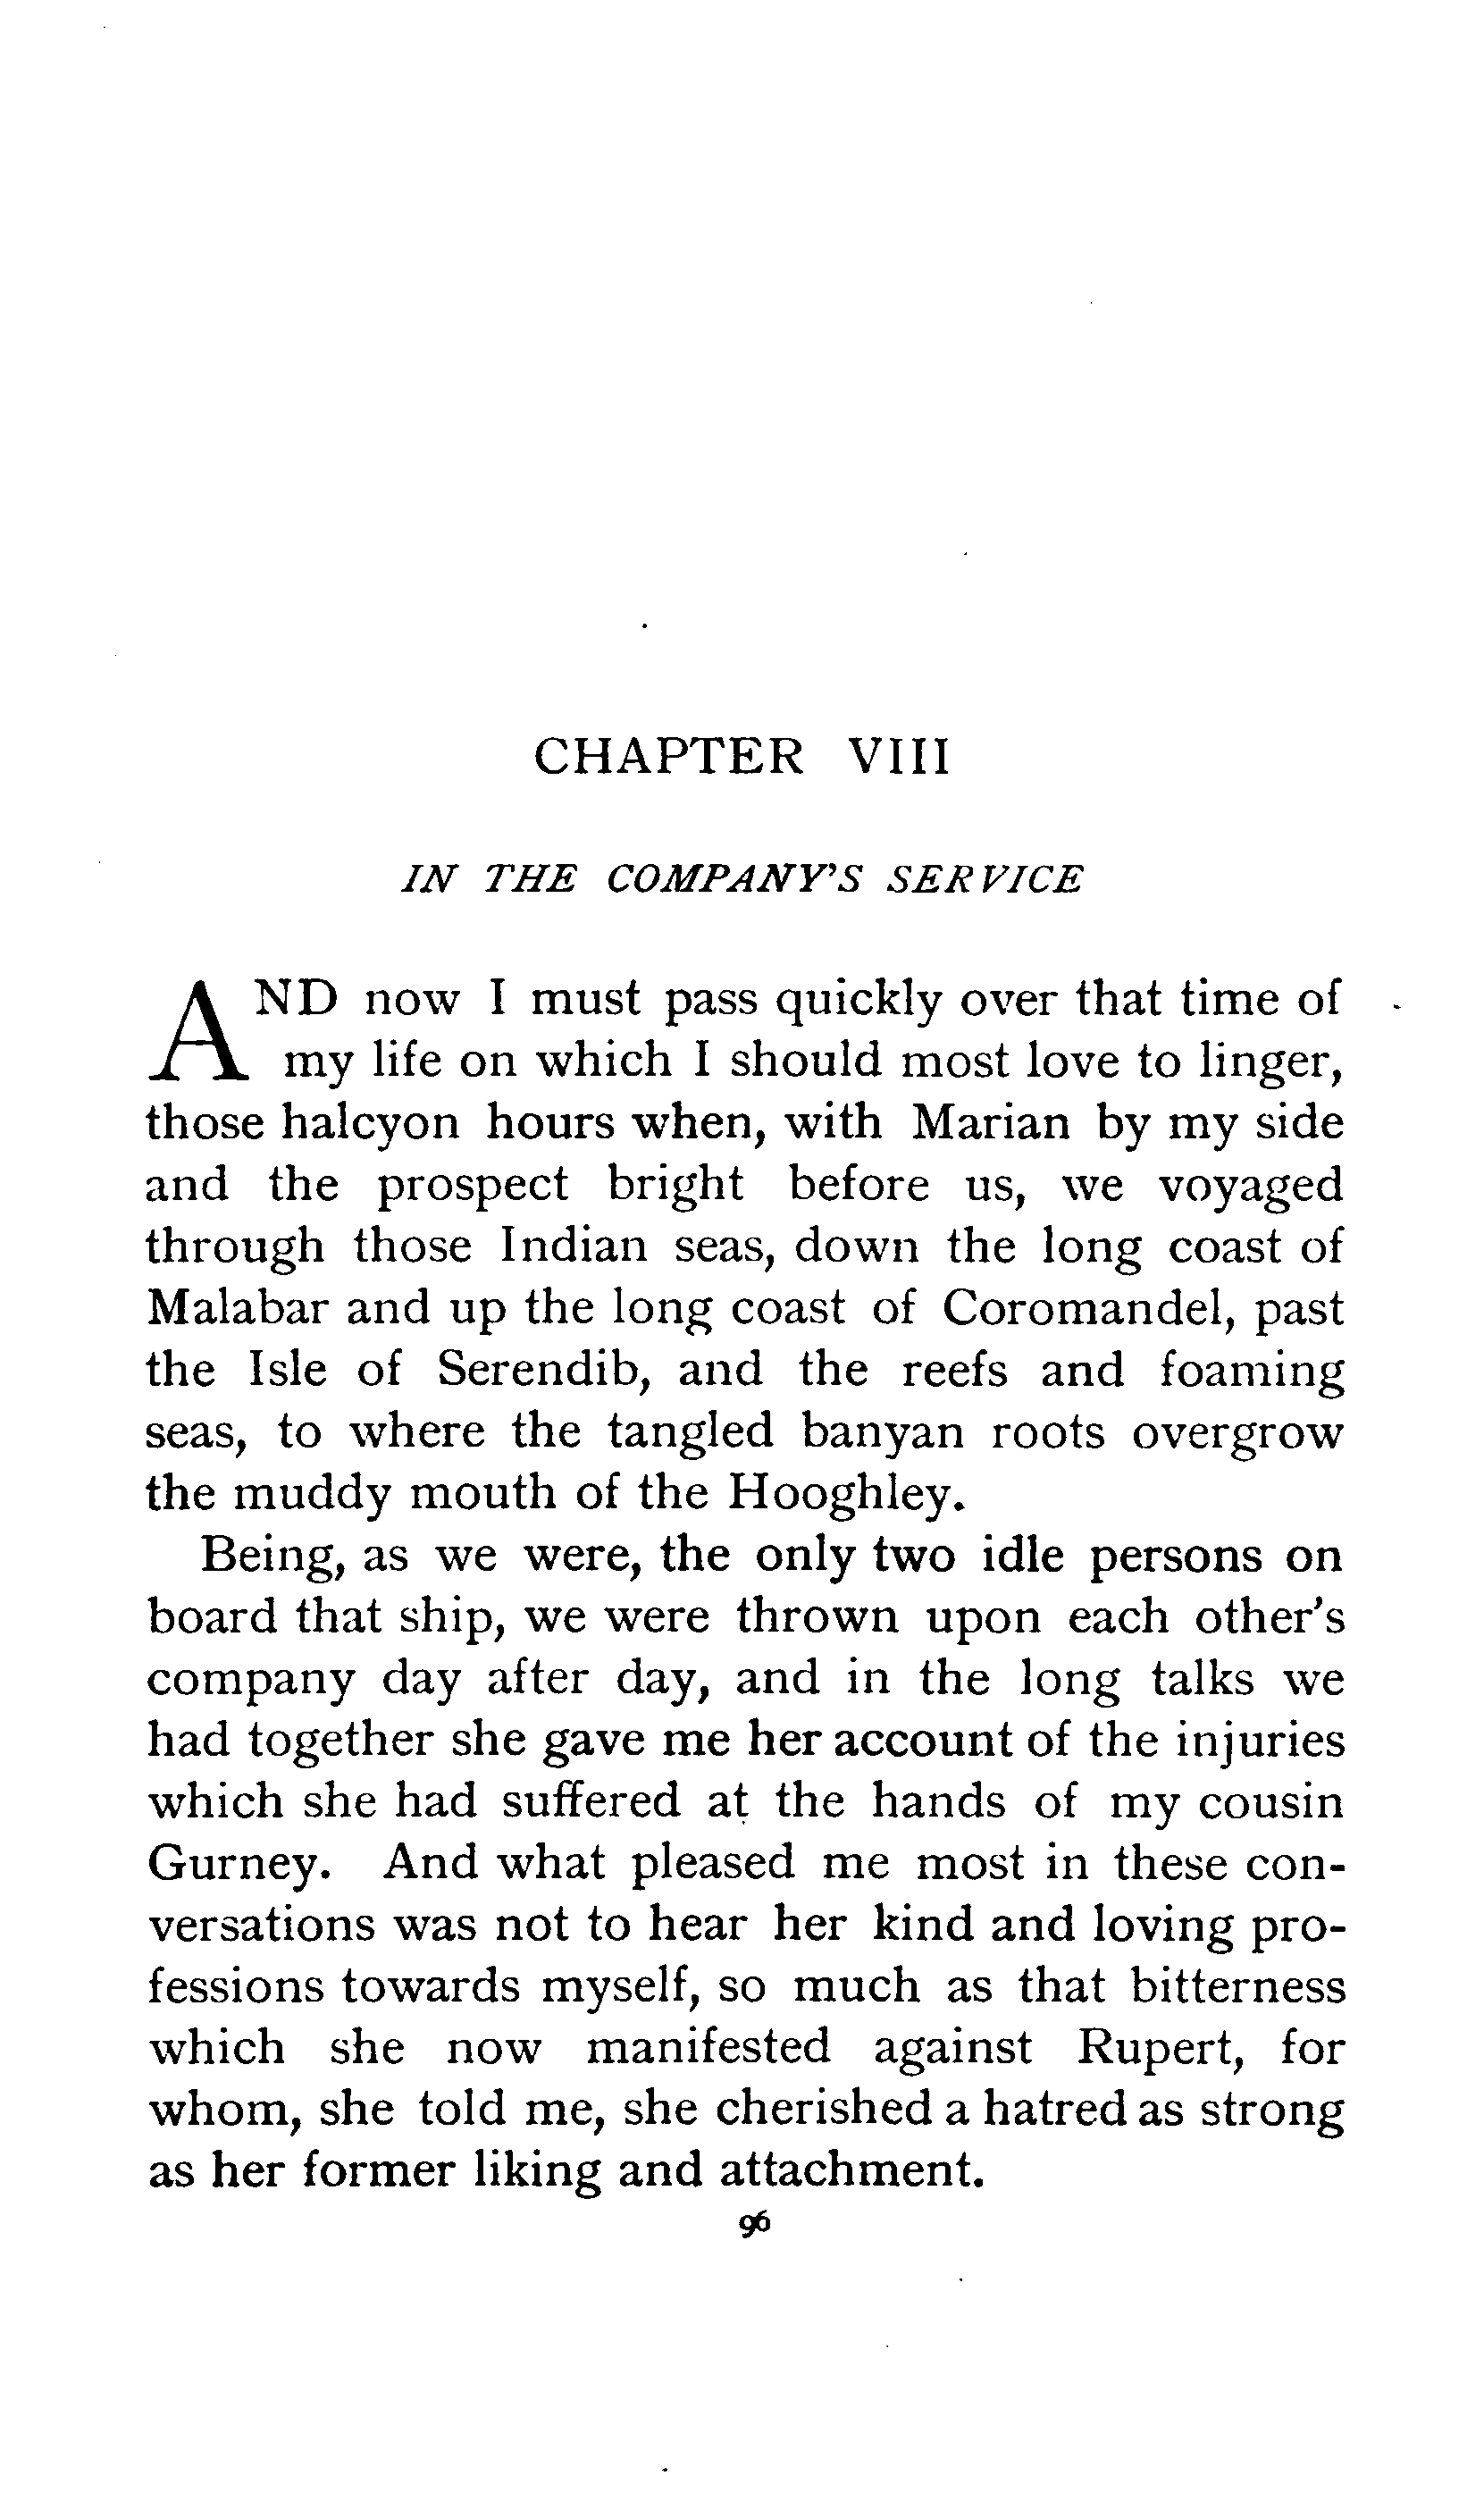 CHAPTER VIII
IN THE COMPANY'S SERVICE
AND now I must pass quickly over that time of
my life on which I should most love to linger,
those halcyon hours when, with Marian by my side
and the prospect bright before us, we voyaged
through those Indian seas, down the long coast of
Malabar and up the long coast of Coromandel, past
the Isle of Serendib, and the reefs and foaming
seas, to where the tangled banyan roots overgrow
the muddy mouth of the Hooghley.
Being, as we were, the only two idle persons on
board that ship, we were thrown upon each other's
company day after day, and in the long talks we
had together she gave me her account of the injuries
which she had suffered at the hands of my cousin
Gurney. And what pleased me most in these con-
versations was not to hear her kind and loving pro-
fessions towards myself, so much as that bitterness
which she now manifested against Rupert, for
whom, she told me, she cherished a hatred as strong
as her former liking and attachment.
96